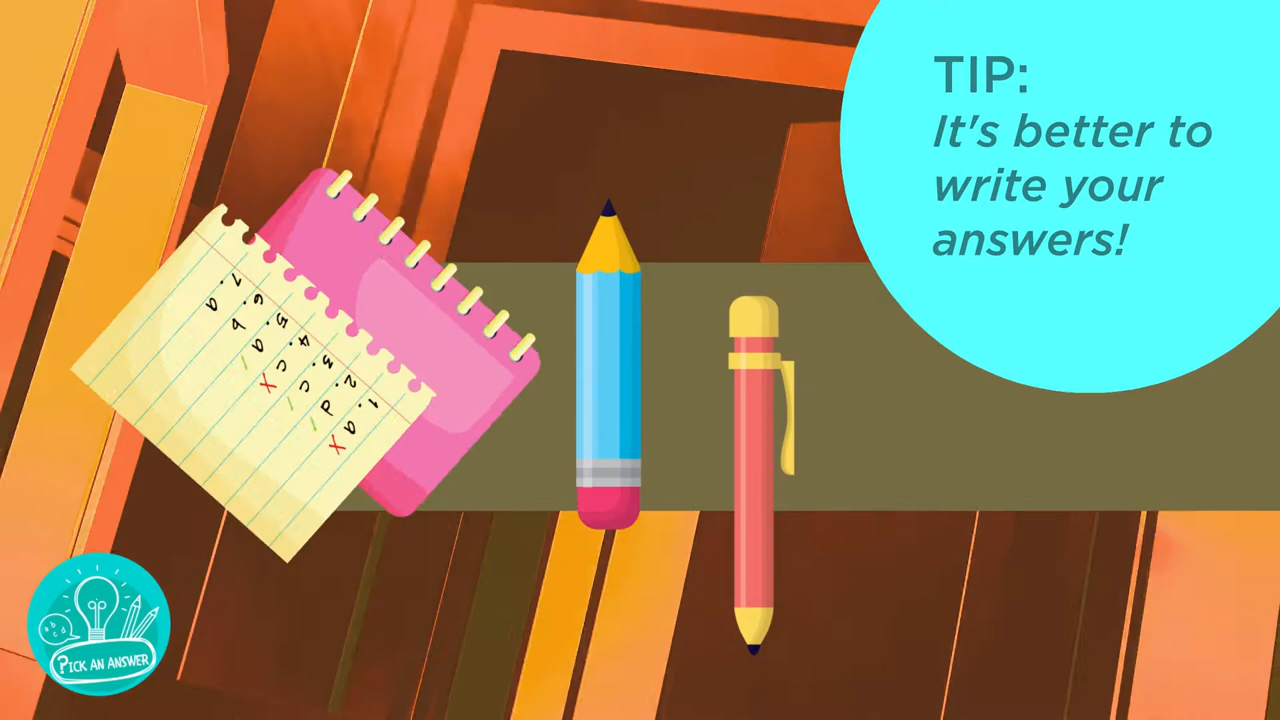 TIP:
It's better to
write your
answers!
1. a X
2. d /
3. c /
4. c X
5. a /
6. b
7. a
a b
c d
?PICK AN ANSWER